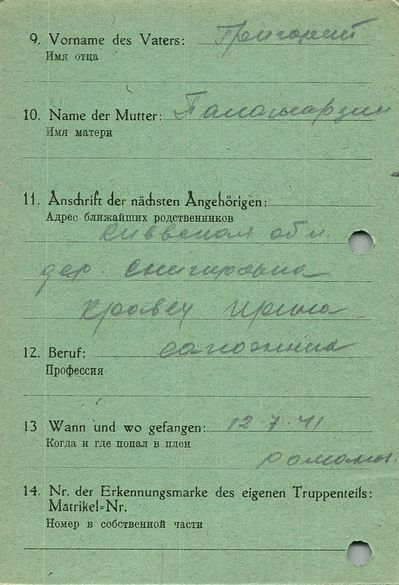 9. Vorname des Vaters: Григорий
Имя отца
10. Name der Mutter:
Имя матери
11. Anschrift der nächsten Angehörigen:
Адрес ближайших родственников
обл.
дер.
Кравец Ирина
12. Beruf: сапожник
Профессия
13 Wann und wo gefangen: 12.7.41
Когда и где попал в плен
14. Nr. der Erkennungsmarke des eigenen Truppenteils:
Matrikel-Nr.
Номер в собственной части